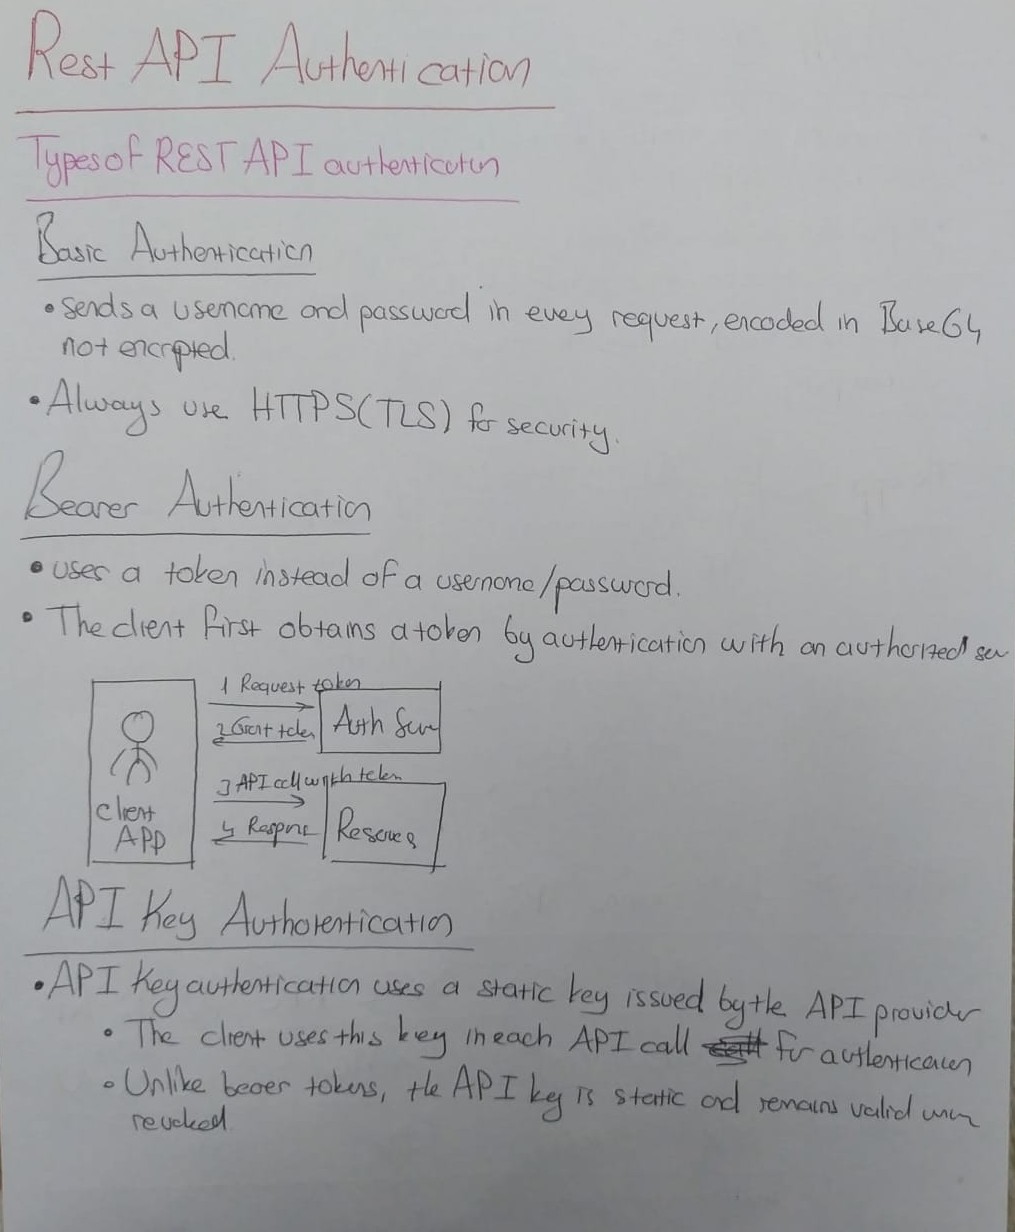 Rest API Authentication
Types of REST API authentication
Basic Authentication
• sends a username and password in every request, encoded in Base64
not encrypted.
• Always use HTTPS(TLS) for security.
Bearer Authentication
• uses a token instead of a username/password.
• The client first obtains a token by authentication with an authorized ser
1 Request token
Auth Serv
2 Grant token
3 API call with token
client
APP
4 Response
API Key Authorentication
• API Key authentication uses a static key issued by the API provider
• The client uses this key in each API call for authentication
• Unlike bearer tokens, the API key is static and remains valid until
revoked.